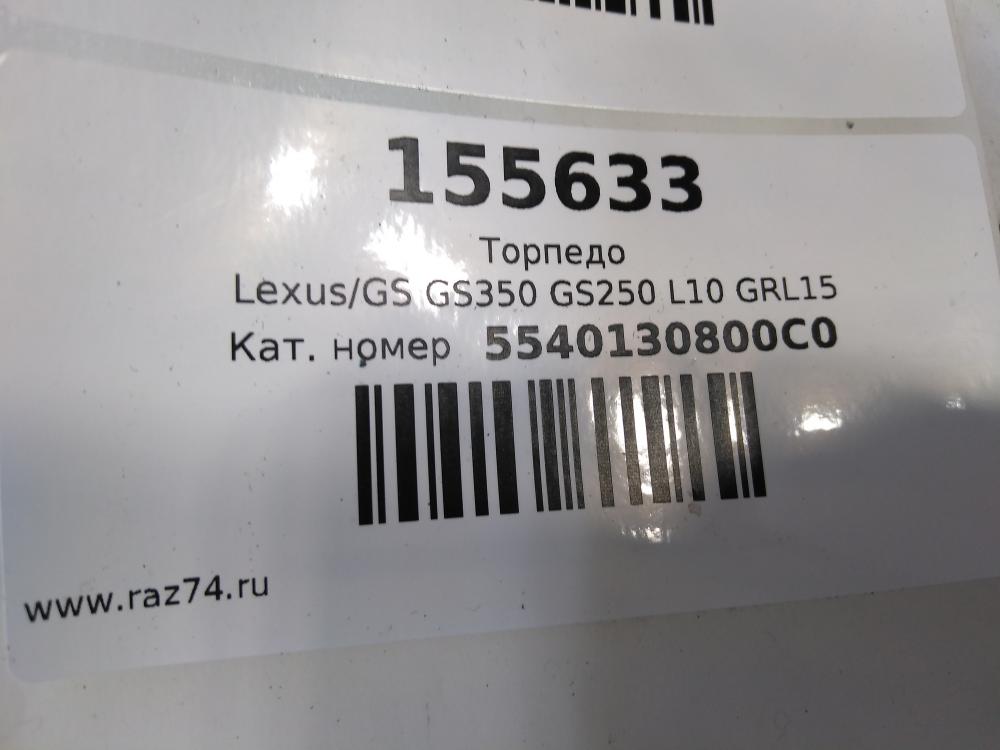 155633
Торпедо
Lexus/GS GS350 GS250 L10 GRL15
Кат. номер 5540130800C0
www.raz74.ru